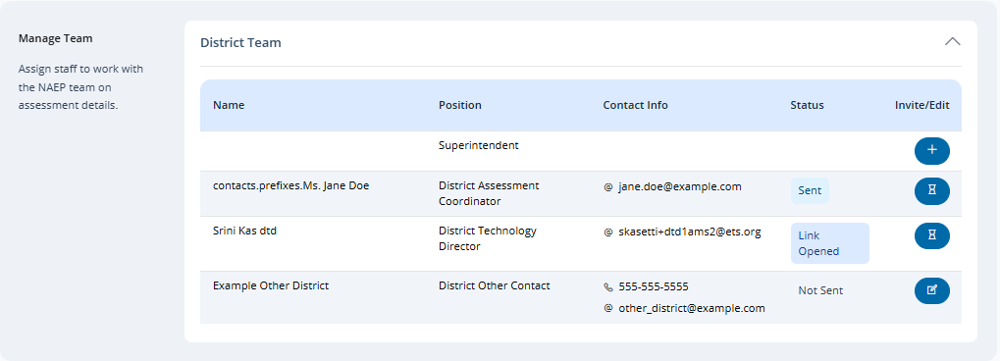 Manage Team
Assign staff to work with
the NAEP team on
assessment details.
District Team
Name Position Contact Info Status Invite/Edit
Superintendent
contacts.prefixes.Ms. Jane Doe District Assessment @ jane.doe@example.com Sent
Coordinator
Srini Kas dtd District Technology @ skasetti+dtd1ams2@ets.org Link
Director Opened
Example Other District District Other Contact 555-555-5555 Not Sent
@ other_district@example.com